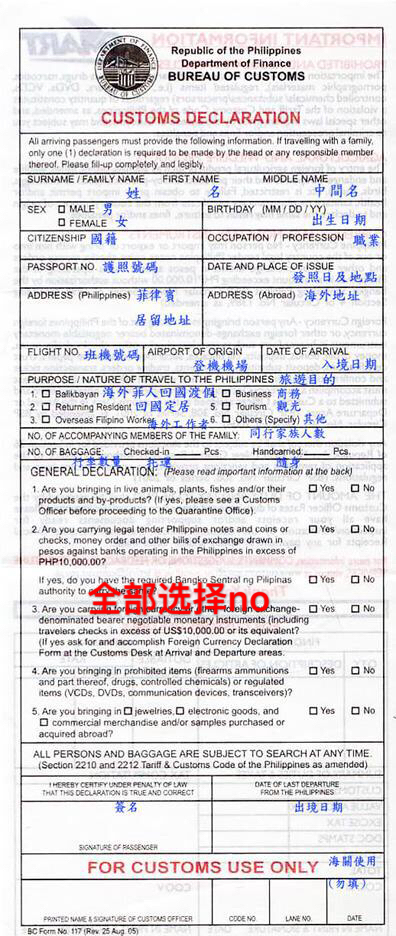 Republic of the Philippines
Department of Finance
BUREAU OF CUSTOMS
CUSTOMS DECLARATION
All arriving passengers must provide the following information. If travelling with a family, only one (1) declaration is required to be made by the head or any responsible member thereof. Please fill-up completely and legibly.
SURNAME / FAMILY NAME FIRST NAME MIDDLE NAME
姓 名 中間名
SEX □ MALE 男 BIRTHDAY (MM / DD / YY)
□ FEMALE 女 出生日期
CITIZENSHIP 國籍 OCCUPATION / PROFESSION 職業
PASSPORT NO. 護照號碼 DATE AND PLACE OF ISSUE
發照日及地點
ADDRESS (Philippines) 菲律賓 ADDRESS (Abroad) 海外地址
居留地址
FLIGHT NO. 班機號碼 AIRPORT OF ORIGIN DATE OF ARRIVAL
登機機場 入境日期
PURPOSE / NATURE OF TRAVEL TO THE PHILIPPINES 旅遊目的
1. □ Balikbayan 海外菲人回國渡假 4. □ Business 商務
2. □ Returning Resident 回國定居 5. □ Tourism 觀光
3. □ Overseas Filipino Worker 海外工作者 6. □ Others (Specify) 其他
NO. OF ACCOMPANYING MEMBERS OF THE FAMILY: 同行家族人數
NO. OF BAGGAGE: Checked-in ____ Pcs. Handcarried: ____ Pcs.
行李數量 托運 隨身
GENERAL DECLARATION: (Please read important information at the back)
1. Are you bringing in live animals, plants, fishes and/or their □ Yes □ No
products and by-products? (If yes, please see a Customs
Officer before proceeding to the Quarantine Office).
2. Are you carrying legal tender Philippine notes and coins or □ Yes □ No
checks, money order and other bills of exchange drawn in
pesos against banks operating in the Philippines in excess of
PHP10,000.00?
If yes, do you have the required Bangko Sentral ng Pilipinas □ Yes □ No
authority to
全部选择no
3. Are you exchange- □ Yes □ No
denominated bearer negotiable monetary instruments (including
travelers checks in excess of US$10,000.00 or its equivalent?
(If yes ask for and accomplish Foreign Currency Declaration
Form at the Customs Desk at Arrival and Departure areas.
4. Are you bringing in prohibited items (firearms ammunitions □ Yes □ No
and part thereof, drugs, controlled chemicals) or regulated
items (VCDs, DVDs, communication devices, transceivers)?
5. Are you bringing in □ jewelries, □ electronic goods, and □ Yes □ No
□ commercial merchandise and/or samples purchased or
acquired abroad?
ALL PERSONS AND BAGGAGE ARE SUBJECT TO SEARCH AT ANY TIME.
(Section 2210 and 2212 Tariff & Customs Code of the Philippines as amended)
I HEREBY CERTIFY UNDER PENALTY OF LAW DATE OF LAST DEPARTURE
THAT THIS DECLARATION IS TRUE AND CORRECT FROM THE PHILIPPINES
簽名 出境日期
SIGNATURE OF PASSENGER
FOR CUSTOMS USE ONLY 海關使用
(勿填)
PRINTED NAME & SIGNATURE OF CUSTOMS OFFICER CODE NO. LANE NO. DATE
BC Form No. 117 (Rev. 25 Aug. 05)